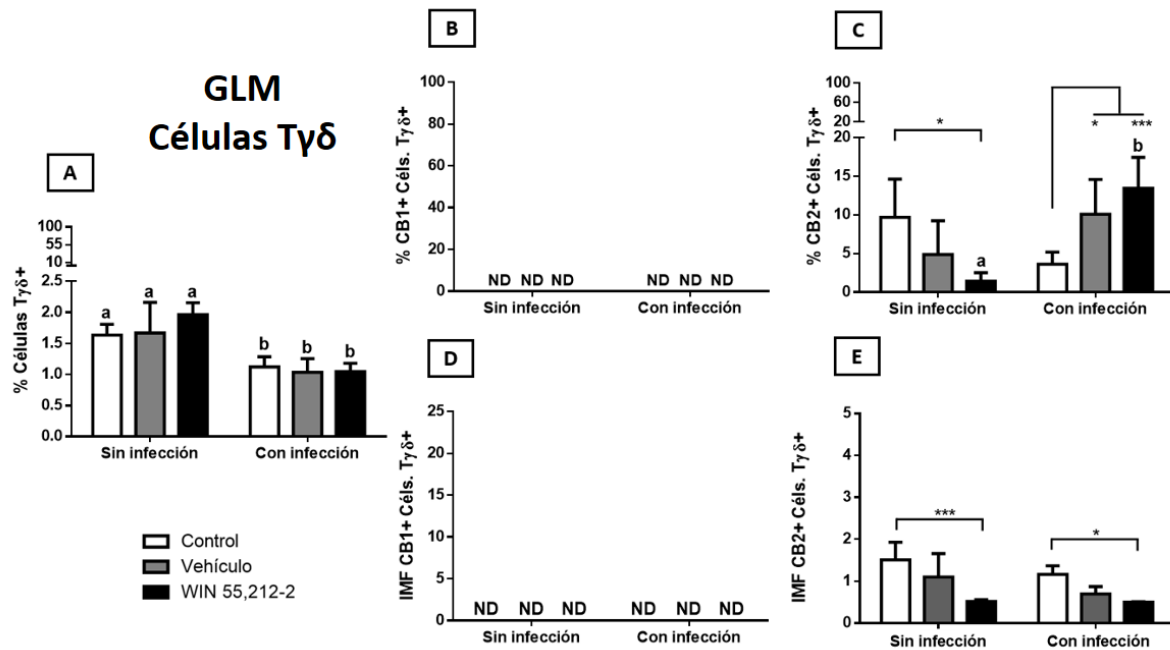 GLM
Células Tγδ
A
% Células Tγδ+
100
55
10
2.5
2.0
1.5
1.0
0.5
0.0
a a a
b b b
Sin infección Con infección
Control
Vehículo
WIN 55,212-2
B
% CB1+ Céls. Tγδ+
100
80
60
40
20
0
ND ND ND ND ND ND
Sin infección Con infección
C
% CB2+ Céls. Tγδ+
100
80
60
40
20
15
10
5
0
*
a
* ***
b
Sin infección Con infección
D
IMF CB1+ Céls. Tγδ+
25
20
15
10
5
0
ND ND ND ND ND ND
Sin infección Con infección
E
IMF CB2+ Céls. Tγδ+
5
4
3
2
1
0
***
*
Sin infección Con infección